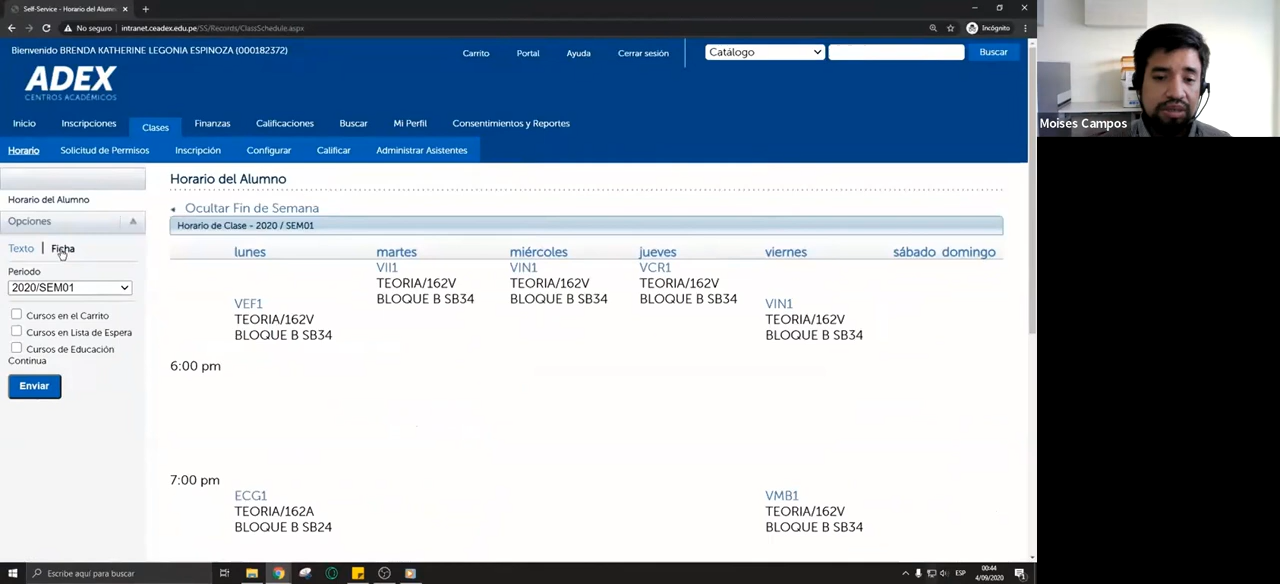 Self-Service - Horario del Alumn
No seguro
intranet.ceadex.edu.pe/SS/Records/ClassSchedule.aspx
Incógnito
Bienvenido BRENDA KATHERINE LEGONIA ESPINOZA (000182372)
Carrito
Portal
Ayuda
Cerrar sesión
Catálogo
Buscar
ADEX
CENTROS ACADÉMICOS
Inicio
Inscripciones
Clases
Finanzas
Calificaciones
Buscar
Mi Perfil
Consentimientos y Reportes
Horario
Solicitud de Permisos
Inscripción
Configurar
Calificar
Administrar Asistentes
Moises Campos
Horario del Alumno
Opciones
Texto | Ficha
Periodo
2020/SEM01
Cursos en el Carrito
Cursos en Lista de Espera
Cursos de Educación
Continua
Enviar
Horario del Alumno
Ocultar Fin de Semana
Horario de Clase - 2020 / SEM01
lunes martes miércoles jueves viernes sábado domingo
VII1
TEORIA/162V
BLOQUE B SB34
VIN1
TEORIA/162V
BLOQUE B SB34
VCR1
TEORIA/162V
BLOQUE B SB34
VEF1
TEORIA/162V
BLOQUE B SB34
VIN1
TEORIA/162V
BLOQUE B SB34
6:00 pm
7:00 pm
ECG1
TEORIA/162A
BLOQUE B SB24
VMB1
TEORIA/162V
BLOQUE B SB34
Escribe aquí para buscar
ESP
00:44
4/09/2020